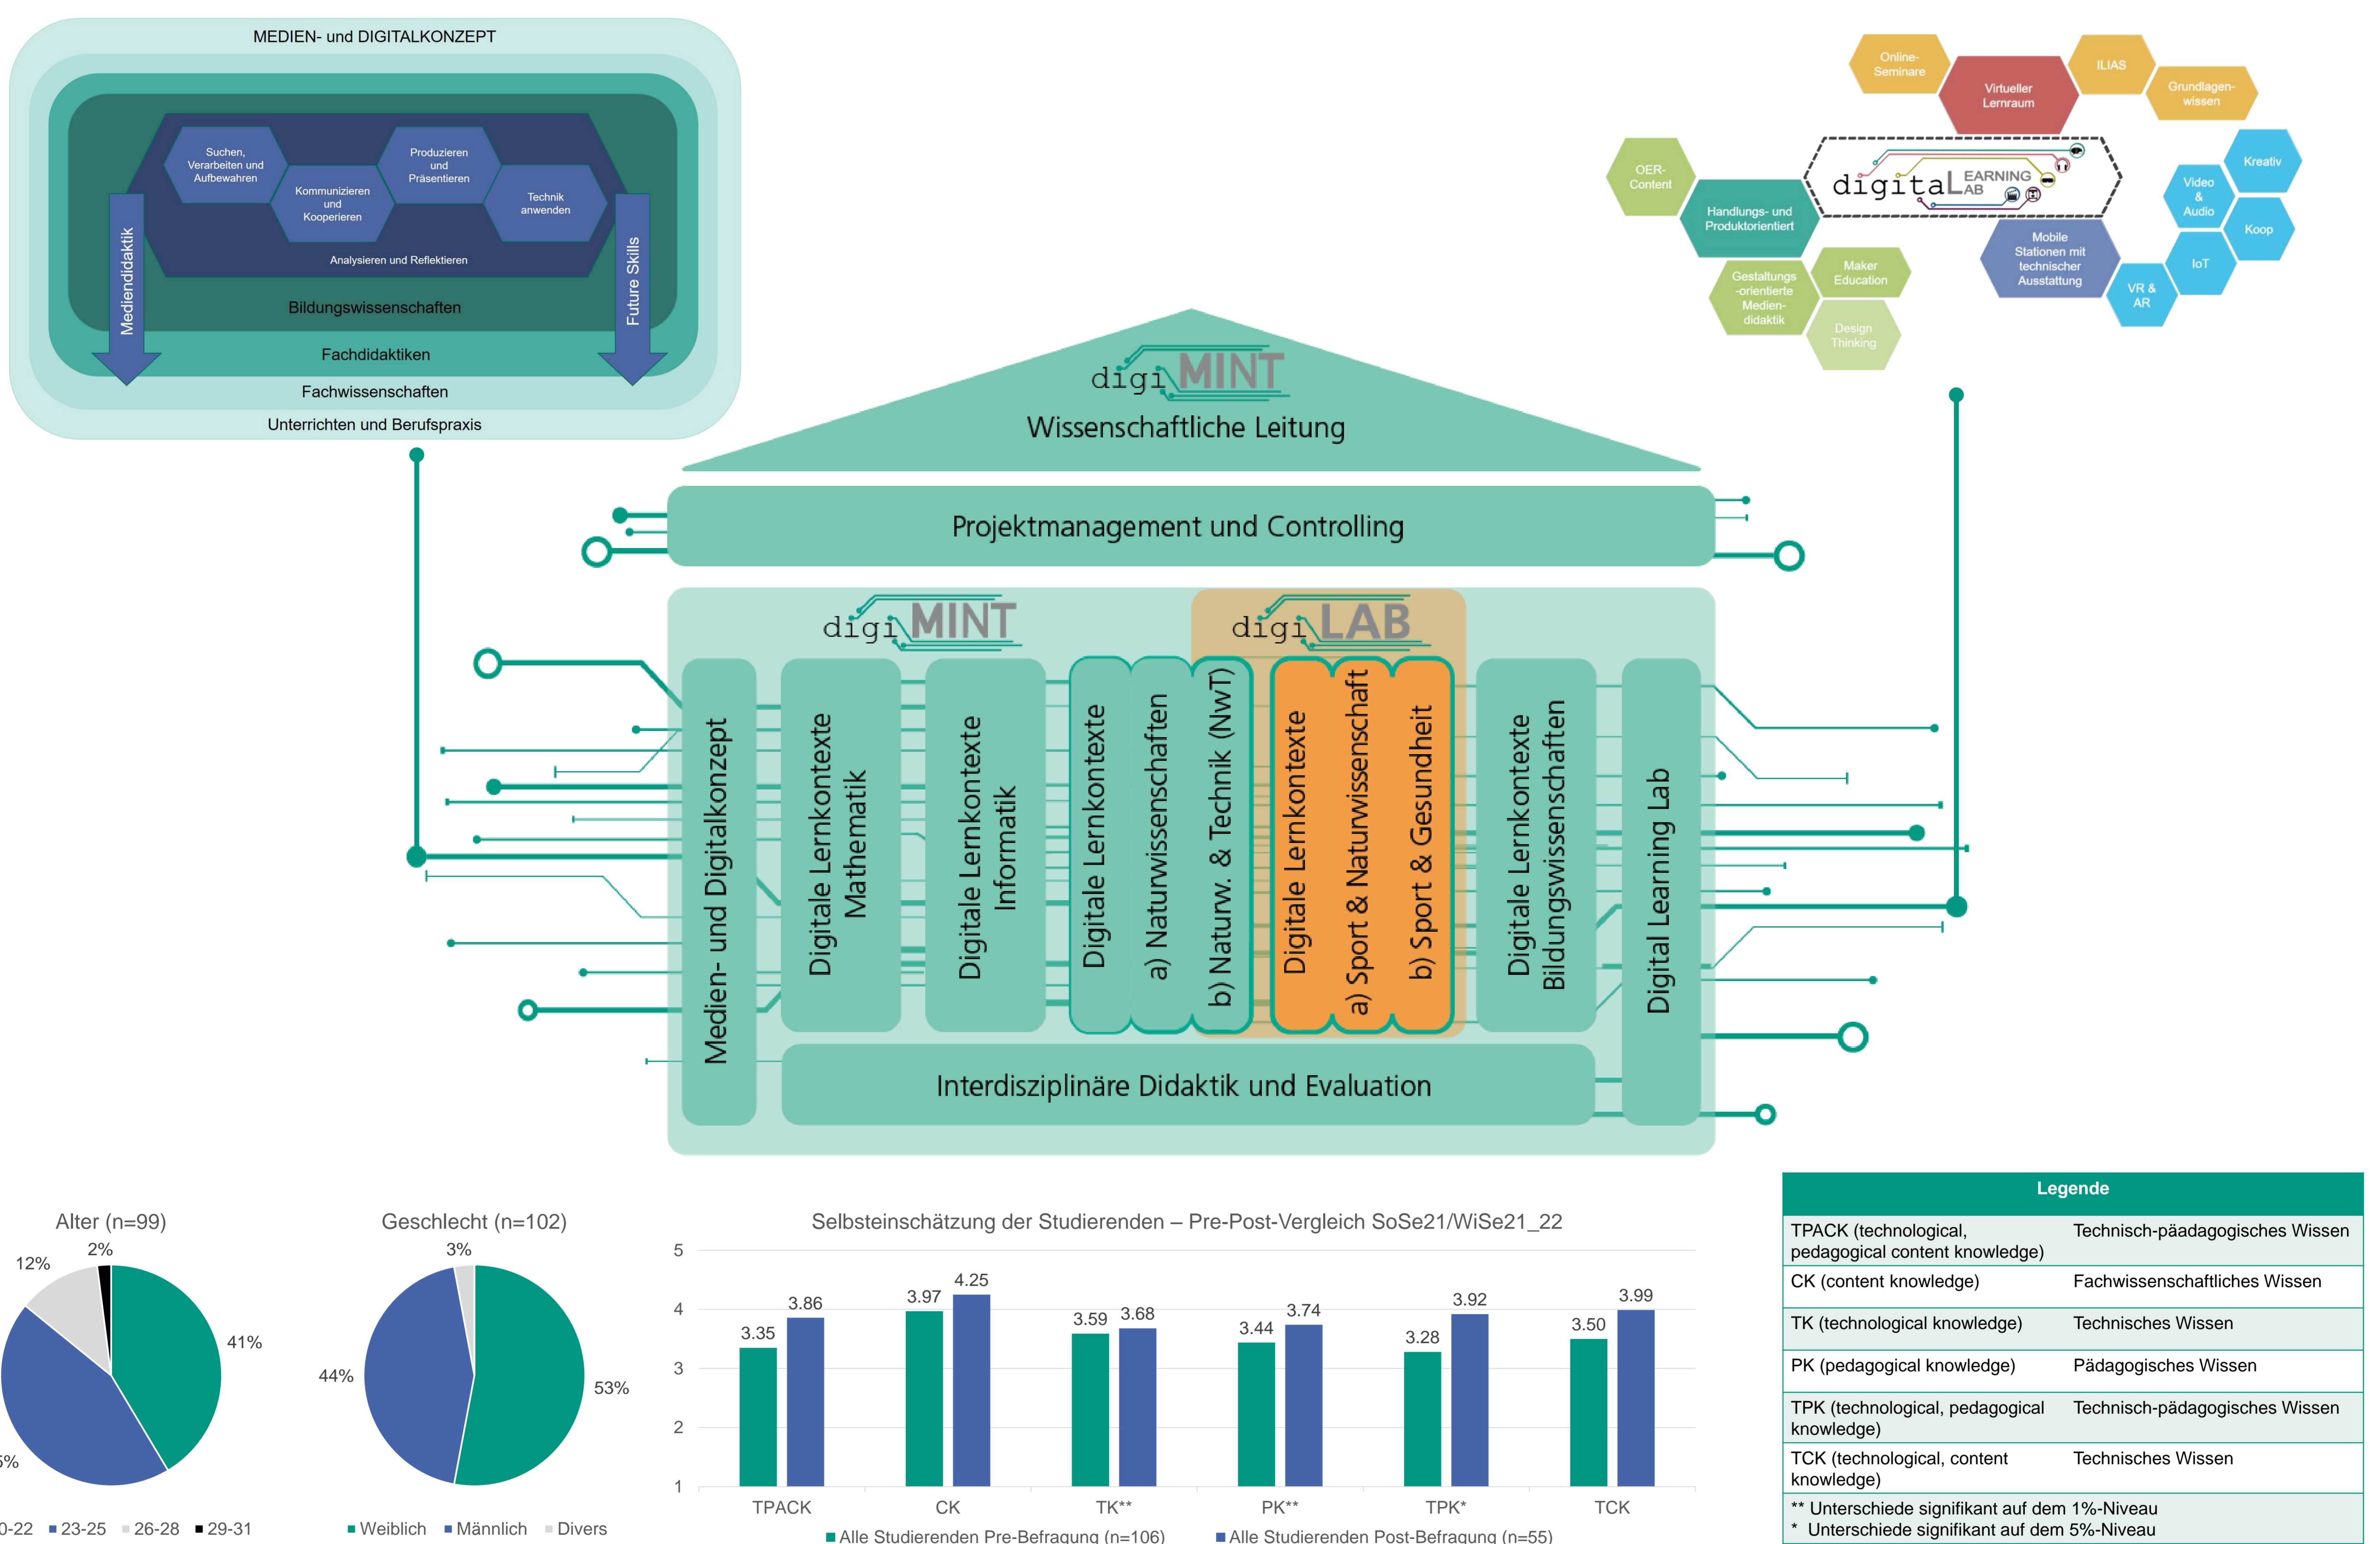 MEDIEN- und DIGITALKONZEPT
Suchen,
Verarbeiten und
Aufbewahren
Kommunizieren
und
Kooperieren
Produzieren
und
Präsentieren
Technik
anwenden
Analysieren und Reflektieren
Mediendidaktik
Future Skills
Bildungswissenschaften
Fachdidaktiken
Fachwissenschaften
Unterrichten und Berufspraxis
Online-
Seminare
Virtueller
Lernraum
ILIAS
Grundlagen-
wissen
OER-
Content
Handlungs- und
Produktorientiert
digitaL EARNING
AB
Kreativ
Video
&
Audio
Koop
IoT
VR &
AR
Mobile
Stationen mit
technischer
Ausstattung
Gestaltungs
-orientierte
Medien-
didaktik
Maker
Education
Design
Thinking
digi MINT
Wissenschaftliche Leitung
Projektmanagement und Controlling
digi MINT
digi LAB
Medien- und Digitalkonzept
Digitale Lernkontexte
Mathematik
Digitale Lernkontexte
Informatik
Digitale Lernkontexte
a) Naturwissenschaften
b) Naturw. & Technik (NwT)
Digitale Lernkontexte
a) Sport & Naturwissenschaft
b) Sport & Gesundheit
Digitale Lernkontexte
Bildungswissenschaften
Digital Learning Lab
Interdisziplinäre Didaktik und Evaluation
Alter (n=99)
2%
12%
41%
5%
0-22 23-25 26-28 29-31
Geschlecht (n=102)
3%
44%
53%
Weiblich Männlich Divers
Selbsteinschätzung der Studierenden – Pre-Post-Vergleich SoSe21/WiSe21_22
5
4
3
2
1
3.35 3.86
3.97 4.25
3.59 3.68
3.44 3.74
3.28 3.92
3.50 3.99
TPACK CK TK** PK** TPK* TCK
Alle Studierenden Pre-Befragung (n=106) Alle Studierenden Post-Befragung (n=55)
Legende
TPACK (technological, Technisch-päadagogisches Wissen
pedagogical content knowledge)
CK (content knowledge) Fachwissenschaftliches Wissen
TK (technological knowledge) Technisches Wissen
PK (pedagogical knowledge) Pädagogisches Wissen
TPK (technological, pedagogical Technisch-pädagogisches Wissen
knowledge)
TCK (technological, content Technisches Wissen
knowledge)
** Unterschiede signifikant auf dem 1%-Niveau
* Unterschiede signifikant auf dem 5%-Niveau